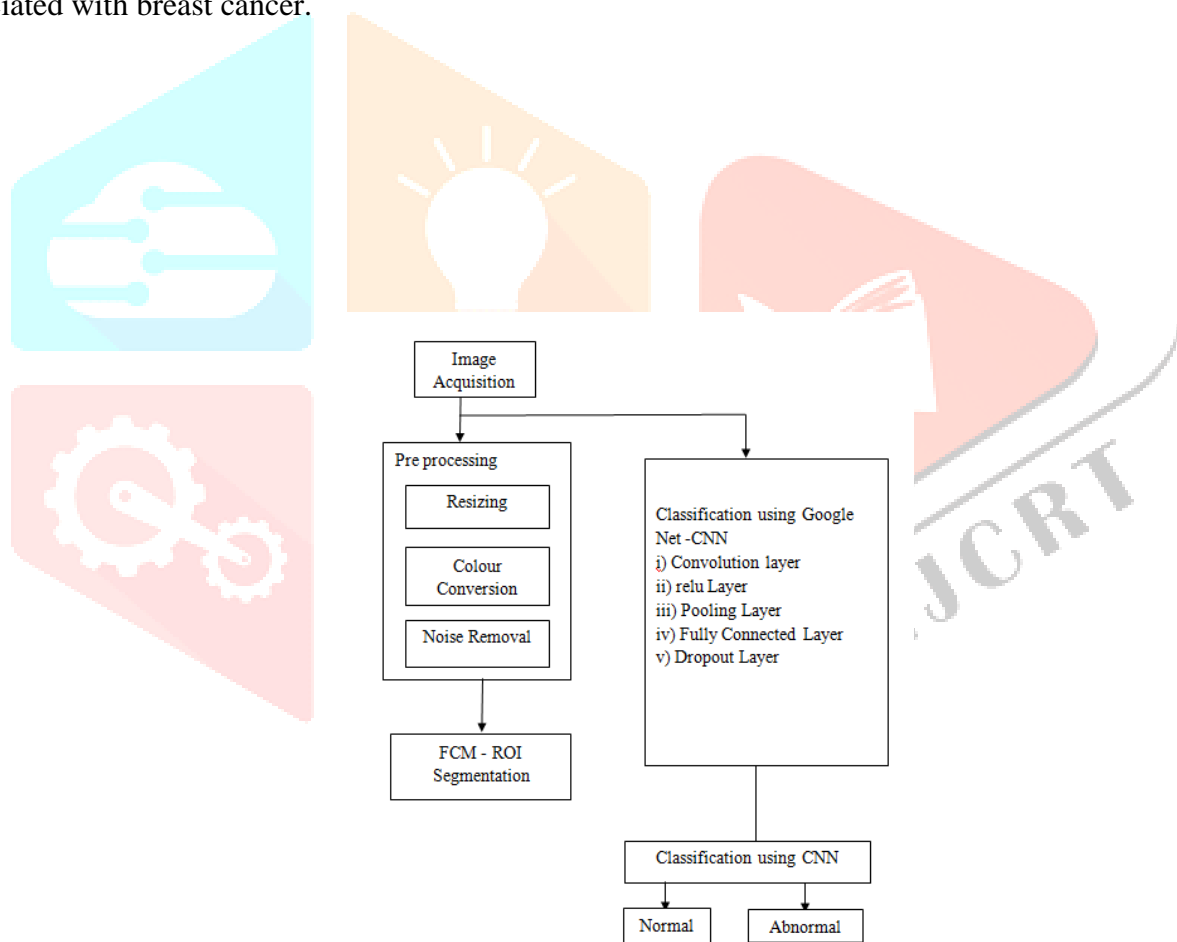 ciated with breast cancer.
Image
Acquisition
Pre processing
Resizing
Colour
Conversion
Noise Removal
FCM - ROI
Segmentation
Classification using Google
Net -CNN
i) Convolution layer
ii) relu Layer
iii) Pooling Layer
iv) Fully Connected Layer
v) Dropout Layer
Classification using CNN
Normal
Abnormal
JCRT